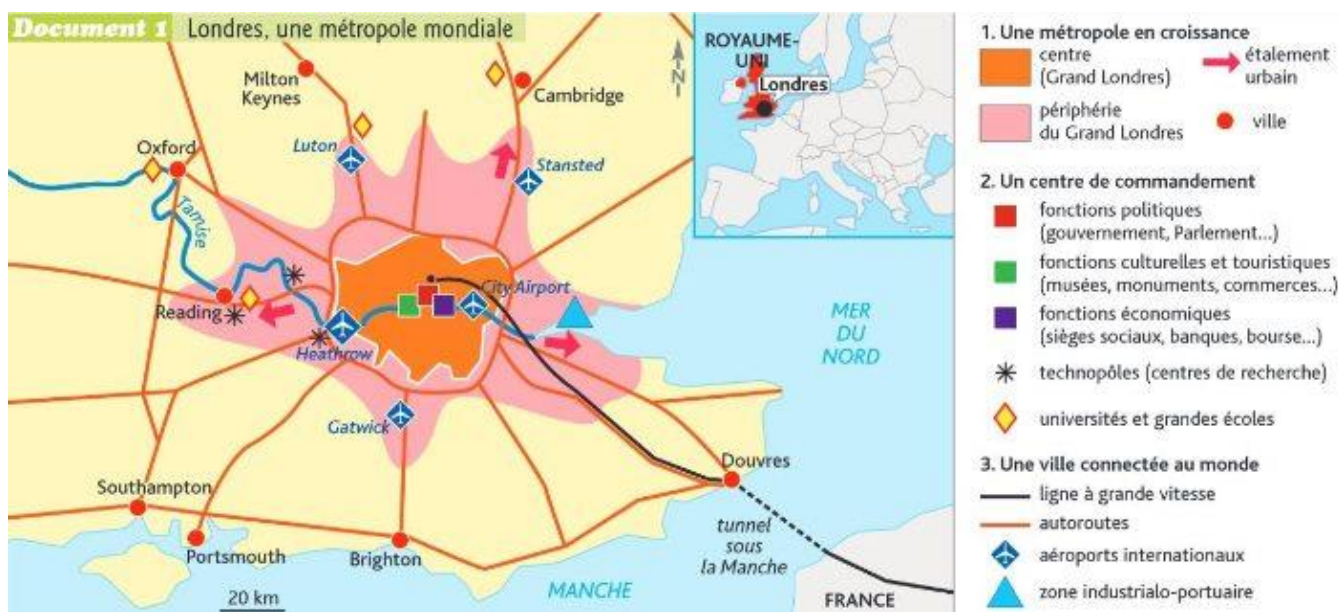 Document 1 Londres, une métropole mondiale
N
Milton
Keynes
Cambridge
Oxford
Luton
Stansted
Tamise
City Airport
Reading
Heathrow
Gatwick
MER
DU
NORD
Douvres
Southampton
Portsmouth
Brighton
tunnel
sous
la Manche
MANCHE
FRANCE
20 km
ROYAUME-
UNI
Londres
1. Une métropole en croissance
centre
(Grand Londres)
étalement
urbain
périphérie
du Grand Londres
ville
2. Un centre de commandement
fonctions politiques
(gouvernement, Parlement...)
fonctions culturelles et touristiques
(musées, monuments, commerces...)
fonctions économiques
(sièges sociaux, banques, bourse...)
technopôles (centres de recherche)
universités et grandes écoles
3. Une ville connectée au monde
ligne à grande vitesse
autoroutes
aéroports internationaux
zone industrialo-portuaire